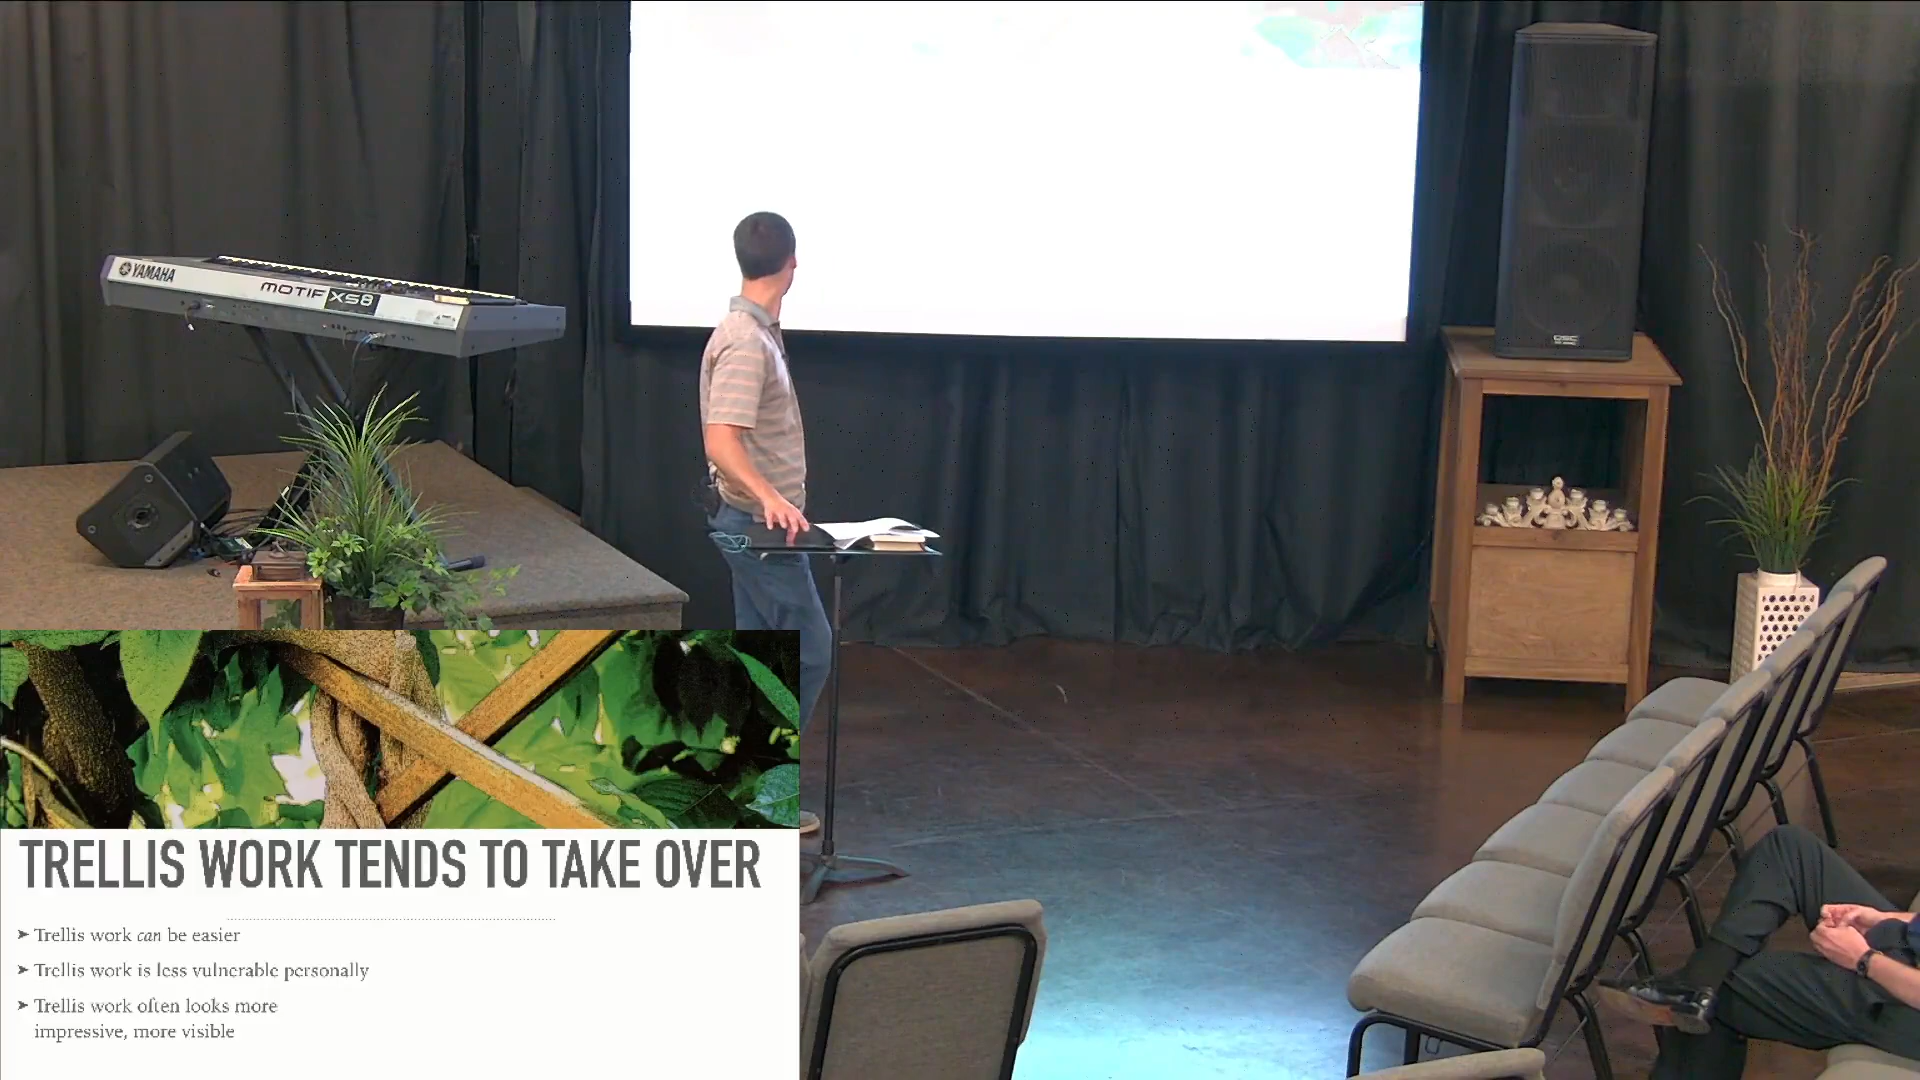 YAMAHA
MOTIF XS8
QSC
TRELLIS WORK TENDS TO TAKE OVER
➤ Trellis work can be easier
➤ Trellis work is less vulnerable personally
➤ Trellis work often looks more
impressive, more visible